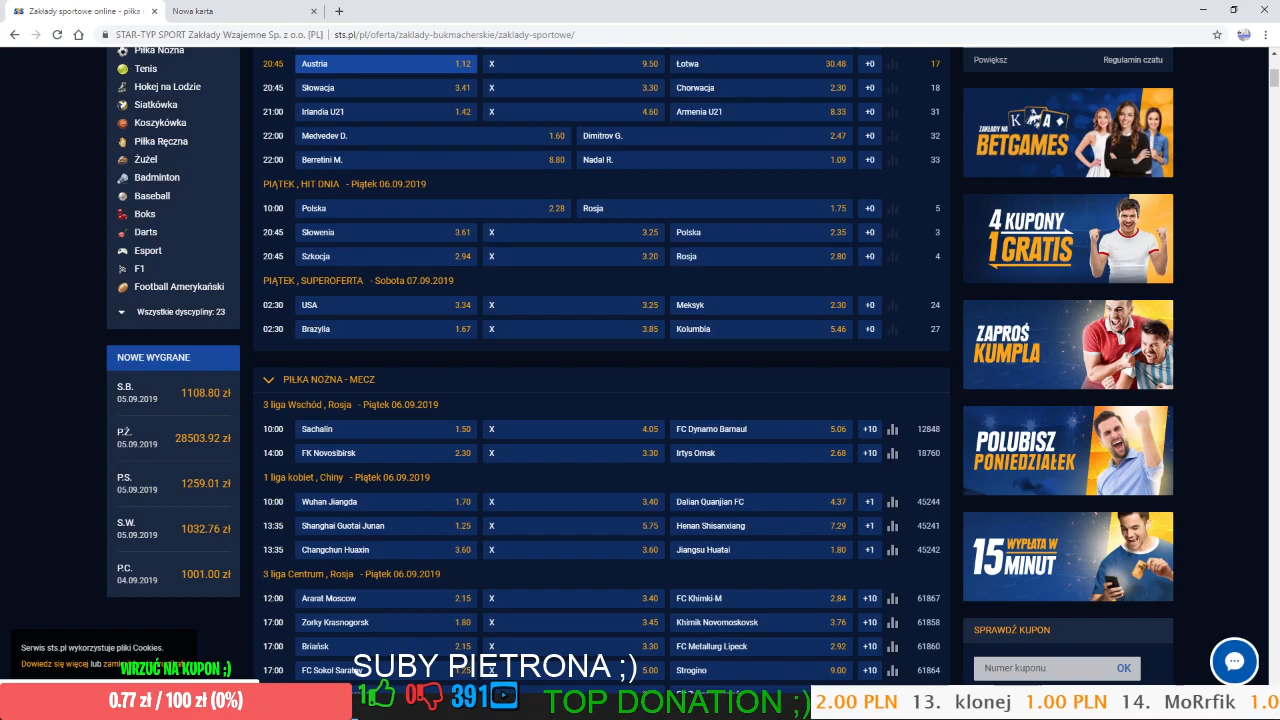 Zakłady sportowe online - piłka
Nowa karta
STAR-TYP SPORT Zakłady Wzajemne Sp. z o.o. [PL] | sts.pl/oferta/zaklady-bukmacherskie/zaklady-sportowe/
Piłka Nożna
Tenis
Hokej na Lodzie
Siatkówka
Koszykówka
Piłka Ręczna
Żużel
Badminton
Baseball
Boks
Darts
Esport
F1
Football Amerykański
Wszystkie dyscypliny: 23
NOWE WYGRANE
S.B. 1108.80 zł
05.09.2019
P.Ż. 28503.92 zł
05.09.2019
P.S. 1259.01 zł
05.09.2019
S.W. 1032.76 zł
05.09.2019
P.C. 1001.00 zł
04.09.2019
20:45 Austria 1.12 X 9.50 Łotwa 30.48 +0 17
20:45 Słowacja 3.41 X 3.30 Chorwacja 2.30 +0 18
21:00 Irlandia U21 1.42 X 4.60 Armenia U21 8.33 +0 31
22:00 Medvedev D. 1.60 Dimitrov G. 2.47 +0 32
22:00 Berretini M. 8.80 Nadal R. 1.09 +0 33
PIĄTEK , HIT DNIA - Piątek 06.09.2019
10:00 Polska 2.28 Rosja 1.75 +0 5
20:45 Słowenia 3.61 X 3.25 Polska 2.35 +0 3
20:45 Szkocja 2.94 X 3.20 Rosja 2.80 +0 4
PIĄTEK , SUPEROFERTA - Sobota 07.09.2019
02:30 USA 3.34 X 3.25 Meksyk 2.30 +0 24
02:30 Brazylia 1.67 X 3.85 Kolumbia 5.46 +0 27
PIŁKA NOŻNA - MECZ
3 liga Wschód , Rosja - Piątek 06.09.2019
10:00 Sachalin 1.50 X 4.05 FC Dynamo Barnaul 5.06 +10 12848
14:00 FK Novosibirsk 2.30 X 3.30 Irtys Omsk 2.68 +10 18760
1 liga kobiet , Chiny - Piątek 06.09.2019
10:00 Wuhan Jiangda 1.70 X 3.40 Dalian Quanjian FC 4.37 +1 45244
13:35 Shanghai Guotai Junan 1.25 X 5.75 Henan Shisanxiang 7.29 +1 45241
13:35 Changchun Huaxin 3.60 X 3.60 Jiangsu Huatai 1.80 +1 45242
3 liga Centrum , Rosja - Piątek 06.09.2019
12:00 Ararat Moscow 2.15 X 3.40 FC Khimki-M 2.84 +10 61867
17:00 Zorky Krasnogorsk 1.80 X 3.45 Khimik Novomoskovsk 3.76 +10 61858
17:00 Briańsk 2.15 X 3.40 FC Metallurg Lipeck 2.92 +10 61860
17:00 FC Sokol Saratov X 5.00 Strogino 9.00 +10 61864
Powiększ Regulamin czatu
ZAKŁADY NA
BETGAMES
4 KUPONY
1 GRATIS
ZAPROŚ
KUMPLA
POLUBISZ
PONIEDZIAŁEK
15 WYPŁATA W
MINUT
SPRAWDŹ KUPON
Numer kuponu OK
Serwis sts.pl wykorzystuje pliki Cookies.
Dowiedz się więcej lub
WRZUĆ NA KUPON ;)
0.77 zł / 100 zł (0%)
SUBY PIETRONA ;)
1 0 391
TOP DONATION ;)
2.00 PLN 13. klonej 1.00 PLN 14. MoRrfik 1.0